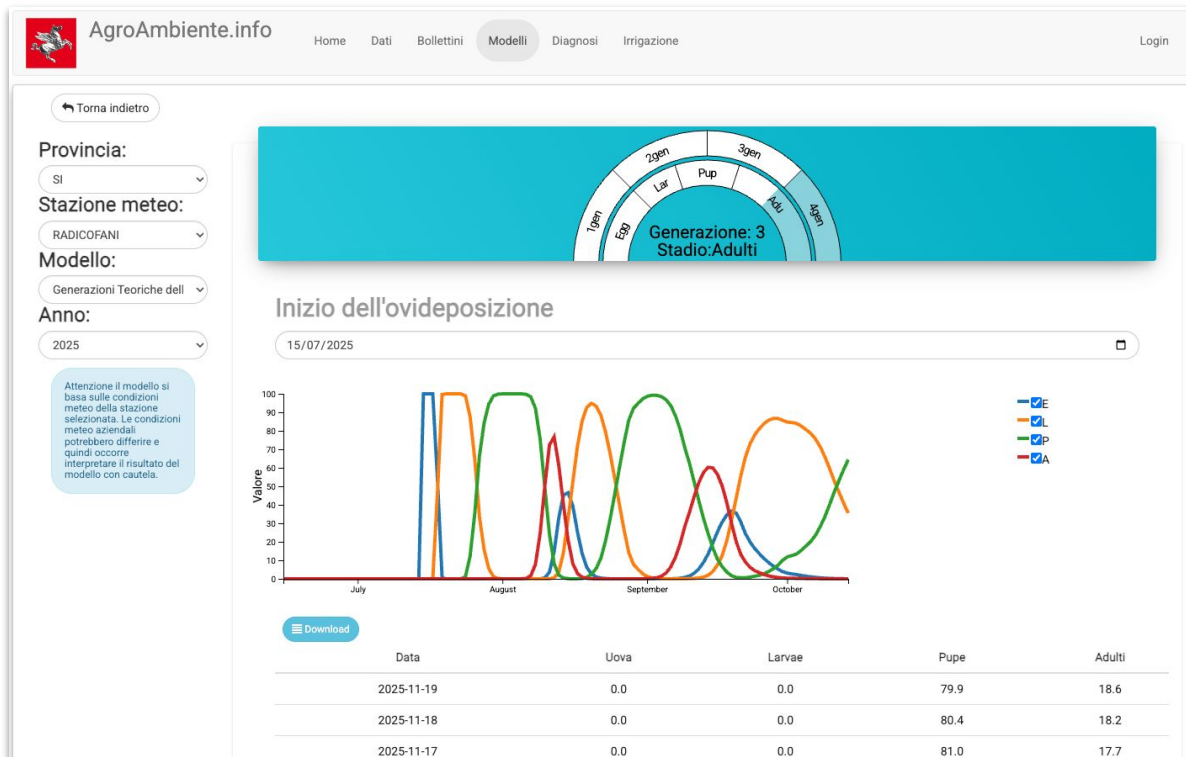 AgroAmbiente.info
Home Dati Bollettini Modelli Diagnosi Irrigazione Login
Torna indietro
Provincia:
SI
Stazione meteo:
RADICOFANI
Modello:
Generazioni Teoriche dell
Anno:
2025
Attenzione il modello si
basa sulle condizioni
meteo della stazione
selezionata. Le condizioni
meteo aziendali
potrebbero differire e
quindi occorre
interpretare il risultato del
modello con cautela.
1gen 2gen 3gen 4gen
Egg Lar Pup Adu
Generazione: 3
Stadio:Adulti
Inizio dell'ovideposizione
15/07/2025
Valore
100
90
80
70
60
50
40
30
20
10
0
July August September October
E
L
P
A
Download
Data Uova Larvae Pupe Adulti
2025-11-19 0.0 0.0 79.9 18.6
2025-11-18 0.0 0.0 80.4 18.2
2025-11-17 0.0 0.0 81.0 17.7